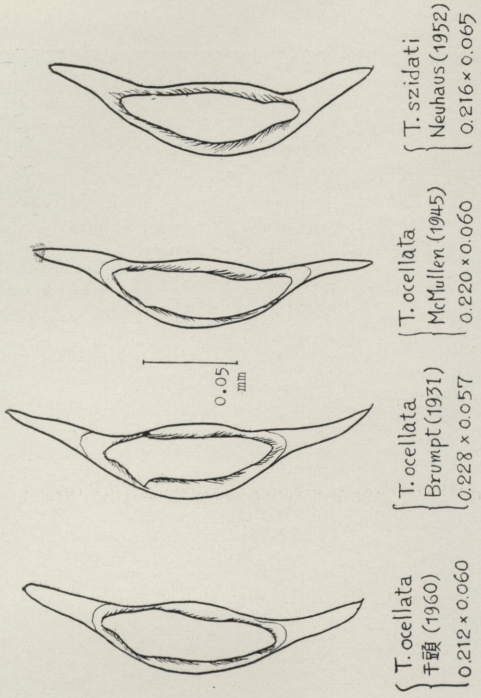 T. ocellata
干頭 (1960)
0.212 × 0.060
T. ocellata
Brumpt (1931)
0.228 × 0.057
0.05
mm
T. ocellata
McMullen (1945)
0.220 × 0.060
T. szidati
Neuhaus (1952)
0.216 × 0.065